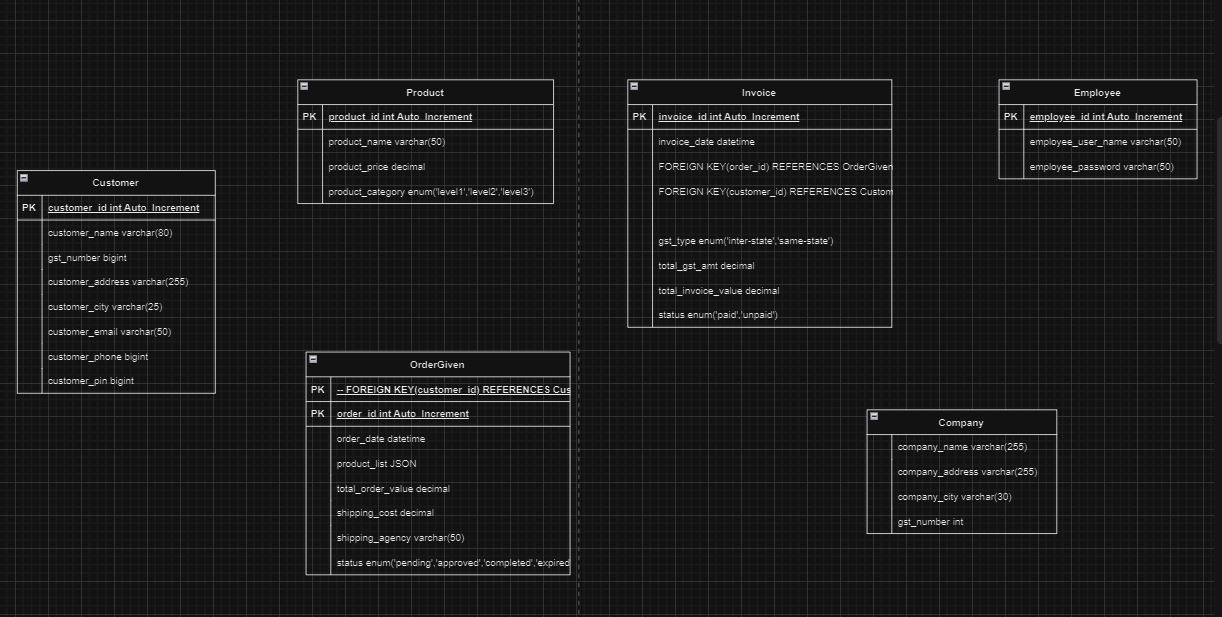 Customer
PK customer_id int Auto_Increment
customer_name varchar(80)
gst_number bigint
customer_address varchar(255)
customer_city varchar(25)
customer_email varchar(50)
customer_phone bigint
customer_pin bigint
Product
PK product_id int Auto_Increment
product_name varchar(50)
product_price decimal
product_category enum('level1','level2','level3')
OrderGiven
PK -- FOREIGN KEY(customer_id) REFERENCES Cus
PK order_id int Auto_Increment
order_date datetime
product_list JSON
total_order_value decimal
shipping_cost decimal
shipping_agency varchar(50)
status enum('pending','approved','completed','expired
Invoice
PK invoice_id int Auto_Increment
invoice_date datetime
FOREIGN KEY(order_id) REFERENCES OrderGiven
FOREIGN KEY(customer_id) REFERENCES Custom
gst_type enum('inter-state','same-state')
total_gst_amt decimal
total_invoice_value decimal
status enum('paid','unpaid')
Employee
PK employee_id int Auto_Increment
employee_user_name varchar(50)
employee_password varchar(50)
Company
company_name varchar(255)
company_address varchar(255)
company_city varchar(30)
gst_number int